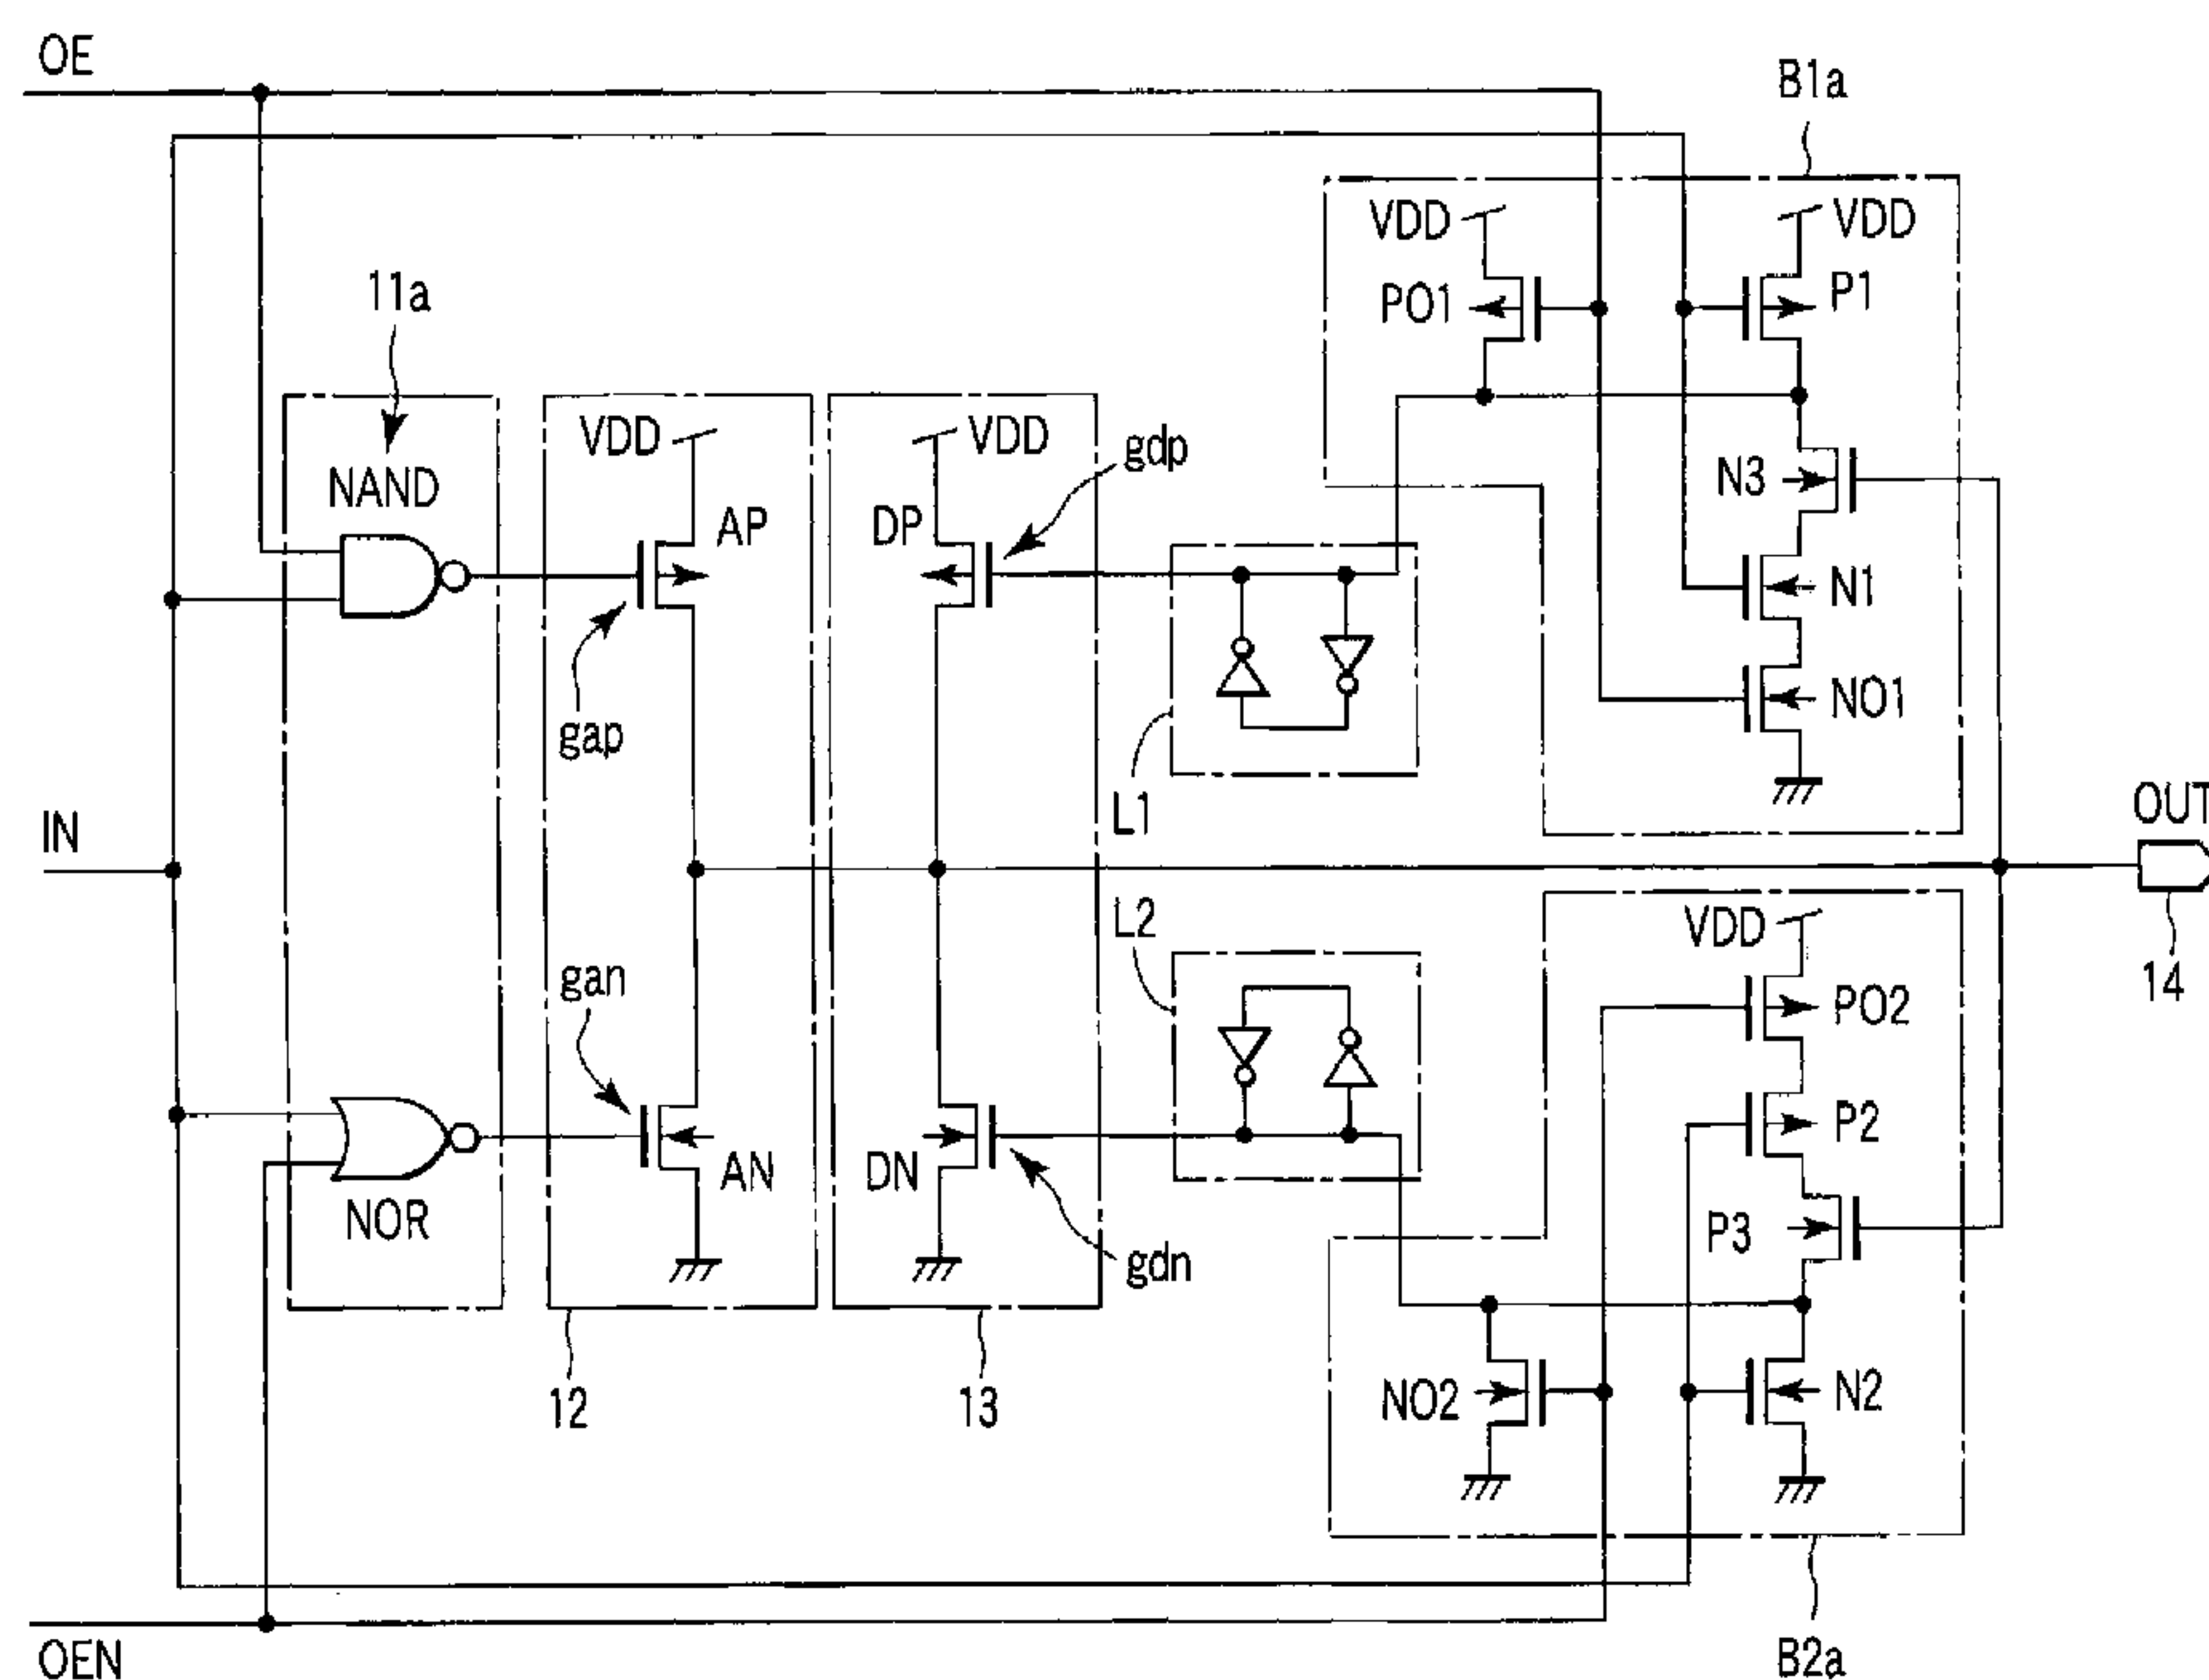 OE
B1a
VDD
VDD
PO1
P1
11a
VDD
VDD
gdp
NAND
N3
AP
DP
N1
NO1
gap
L1
OUT
IN
L2
VDD
gan
14
PO2
P2
AN
DN
NOR
P3
gdn
12
13
NO2
N2
OEN
B2a